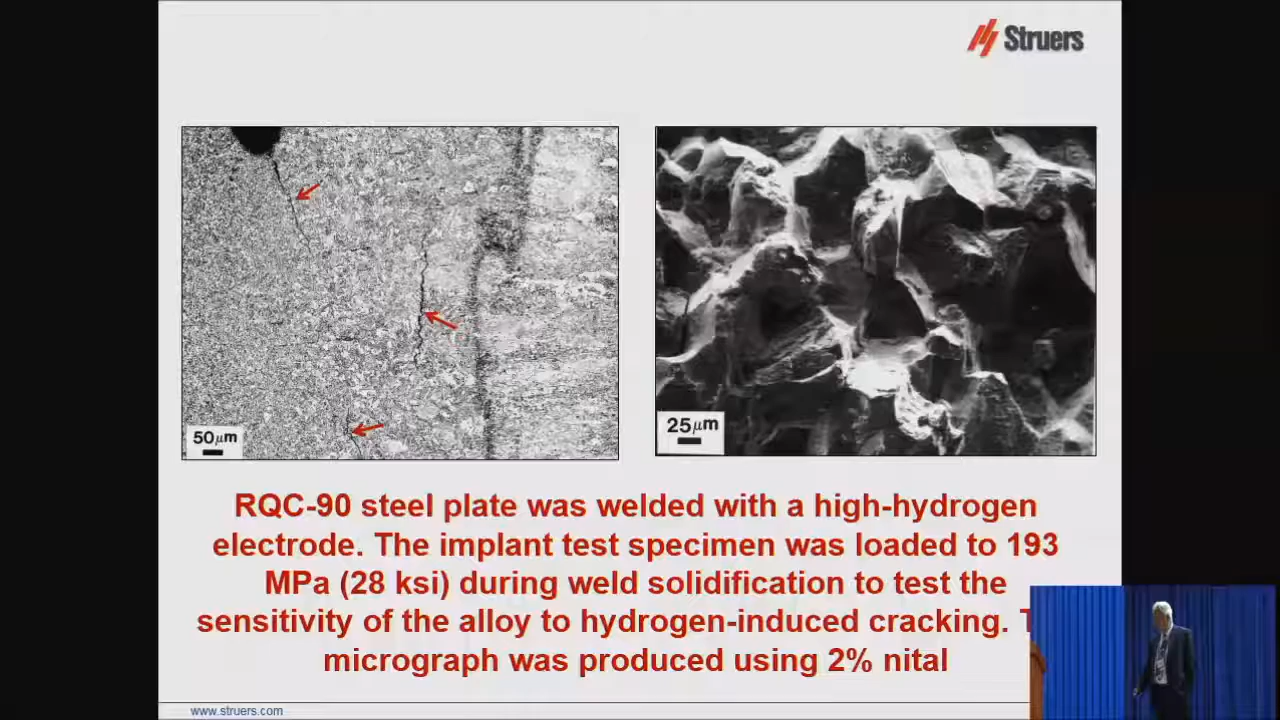 Struers
50μm
25μm
RQC-90 steel plate was welded with a high-hydrogen
electrode. The implant test specimen was loaded to 193
MPa (28 ksi) during weld solidification to test the
sensitivity of the alloy to hydrogen-induced cracking.
micrograph was produced using 2% nital
www.struers.com